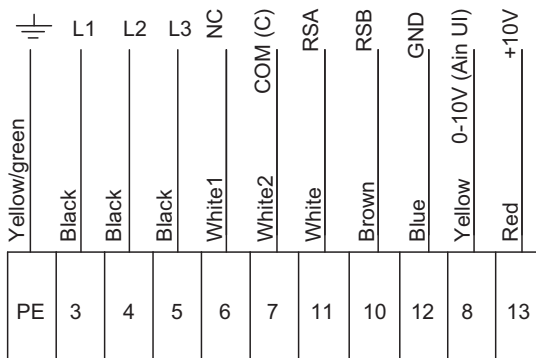 L1 L2 L3 NC COM (C) RSA RSB GND 0-10V (Ain UI) +10V
Yellow/green Black Black Black White1 White2 White Brown Blue Yellow Red
PE 3 4 5 6 7 11 10 12 8 13